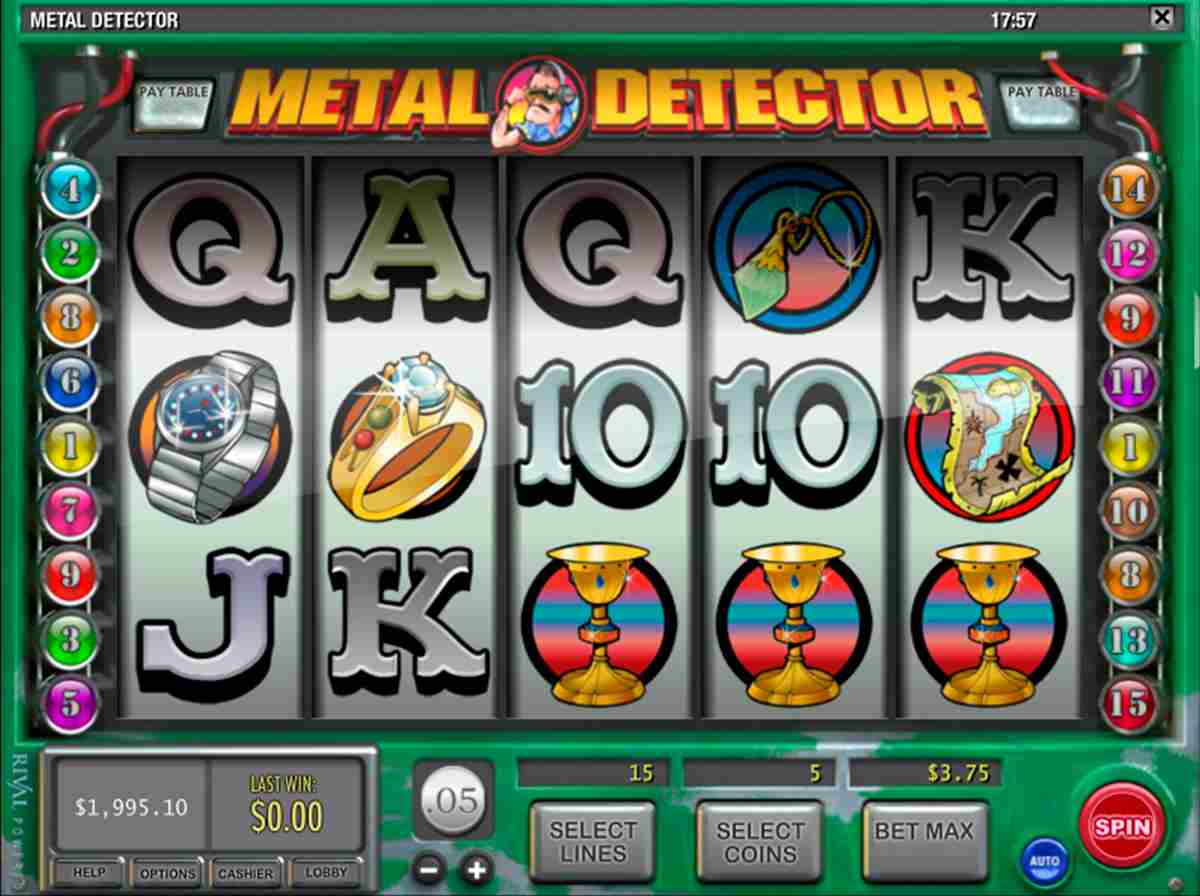 METAL DETECTOR
17:57
X
PAY TABLE
METAL DETECTOR
PAY TABLE
4
14
Q A Q K
2
12
8
9
6
11
10 10
1
1
7
10
9
8
J K
3
13
5
15
RIVAL POWERED
$1,995.10
LAST WIN:
$0.00
.05
15
5
$3.75
SELECT
LINES
SELECT
COINS
BET MAX
SPIN
AUTO
HELP
OPTIONS
CASHIER
LOBBY